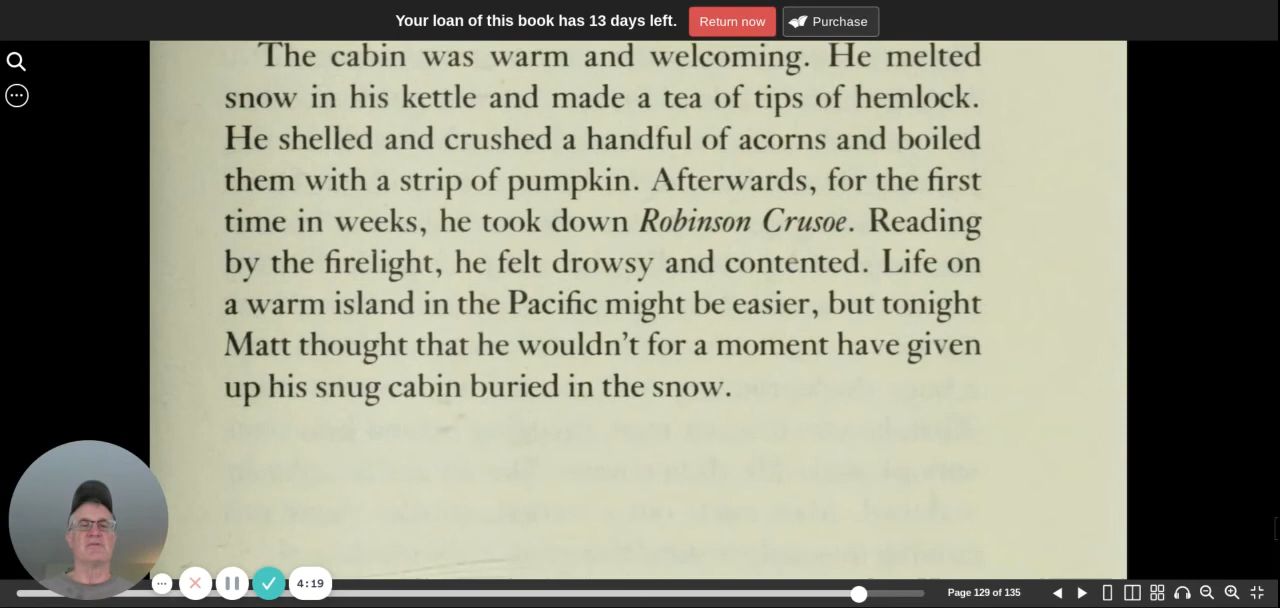 Your loan of this book has 13 days left.
Return now
Purchase
The cabin was warm and welcoming. He melted
snow in his kettle and made a tea of tips of hemlock.
He shelled and crushed a handful of acorns and boiled
them with a strip of pumpkin. Afterwards, for the first
time in weeks, he took down Robinson Crusoe. Reading
by the firelight, he felt drowsy and contented. Life on
a warm island in the Pacific might be easier, but tonight
Matt thought that he wouldn't for a moment have given
up his snug cabin buried in the snow.
4:19
Page 129 of 135